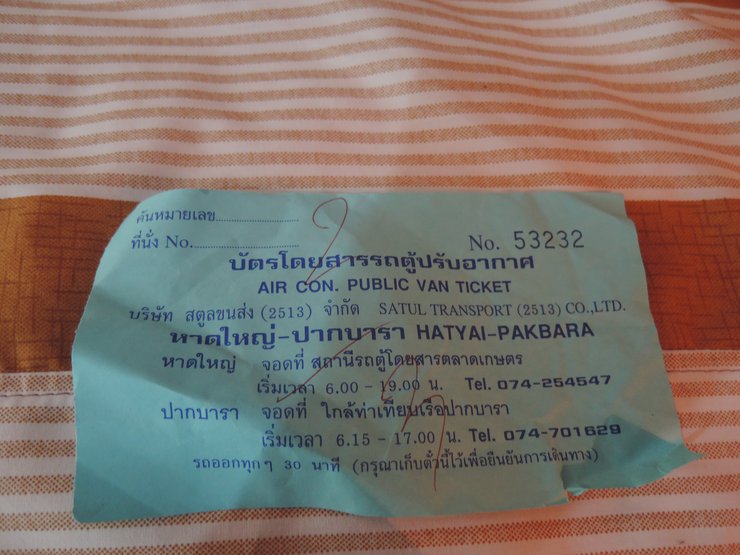 คันหมายเลข....................
ที่นั่ง No......................... No. 53232
บัตรโดยสารรถตู้ปรับอากาศ
AIR CON. PUBLIC VAN TICKET
บริษัท สตูลขนส่ง (2513) จำกัด SATUL TRANSPORT (2513) CO.,LTD.
หาดใหญ่-ปากบารา HATYAI-PAKBARA
หาดใหญ่ จอดที่ สถานีรถตู้โดยสารตลาดเกษตร
เริ่มเวลา 6.00 - 19.00 น. Tel. 074-254547
ปากบารา จอดที่ ใกล้ท่าเทียบเรือปากบารา
เริ่มเวลา 6.15 - 17.00 น. Tel. 074-701629
รถออกทุกๆ 30 นาที (กรุณาเก็บตั๋วนี้ไว้เพื่อยืนยันการเดินทาง)